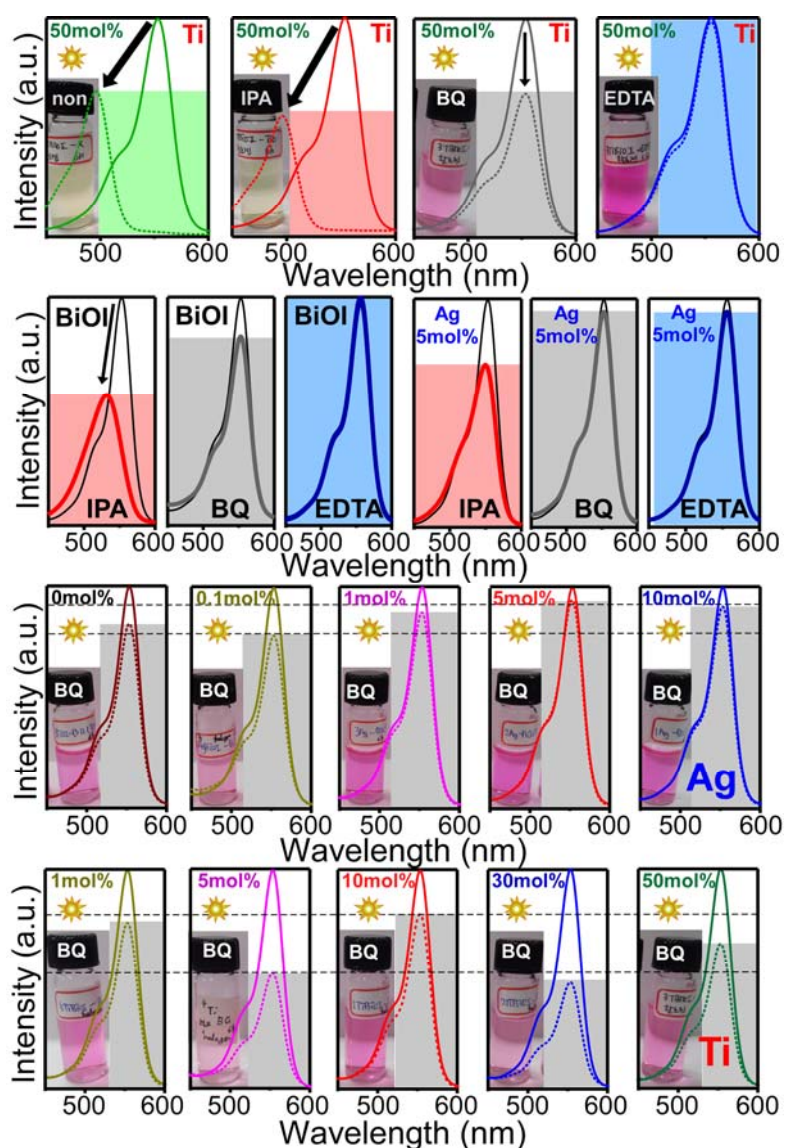 50mol% Ti
non
50mol% Ti
IPA
50mol% Ti
BQ
50mol% Ti
EDTA
Intensity (a.u.)
500 600 500 600 500 600 500 600
Wavelength (nm)
BiOI
IPA
BiOI
BQ
BiOI
EDTA
Ag
5mol%
IPA
Ag
5mol%
BQ
Ag
5mol%
EDTA
Intensity (a.u.)
500 600 500 600 500 600 500 600 500 600 500 600
Wavelength (nm)
0mol%
BQ
0.1mol%
BQ
1mol%
BQ
5mol%
BQ
10mol%
BQ
Ag
Intensity (a.u.)
500 600 500 600 500 600 500 600 500 600
Wavelength (nm)
1mol%
BQ
5mol%
BQ
10mol%
BQ
30mol%
BQ
50mol%
BQ
Ti
Intensity (a.u.)
500 600 500 600 500 600 500 600 500 600
Wavelength (nm)